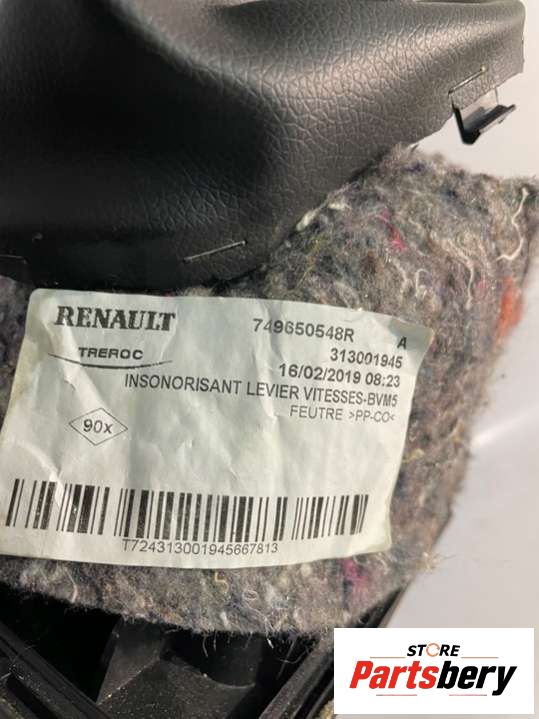 RENAULT 749650548R A
TREROC 313001945
16/02/2019 08:23
INSONORISANT LEVIER VITESSES-BVM5
FEUTRE >PP-CO<
90x
T724313001945667813
STORE
Partsbery